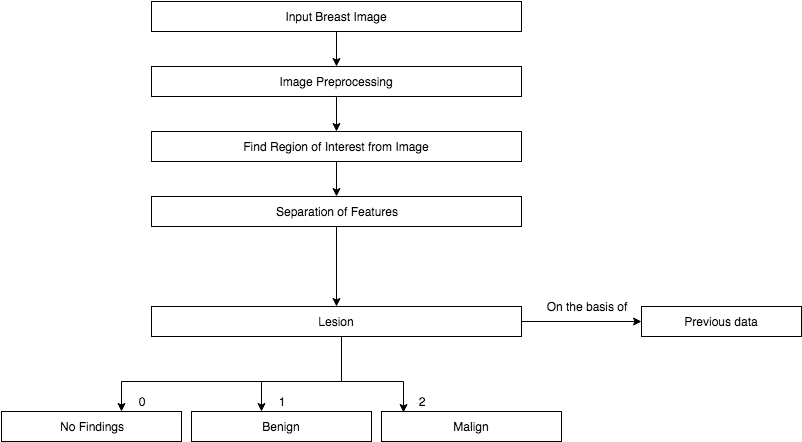 Input Breast Image
Image Preprocessing
Find Region of Interest from Image
Separation of Features
On the basis of
Lesion
Previous data
0
1
2
No Findings
Benign
Malign